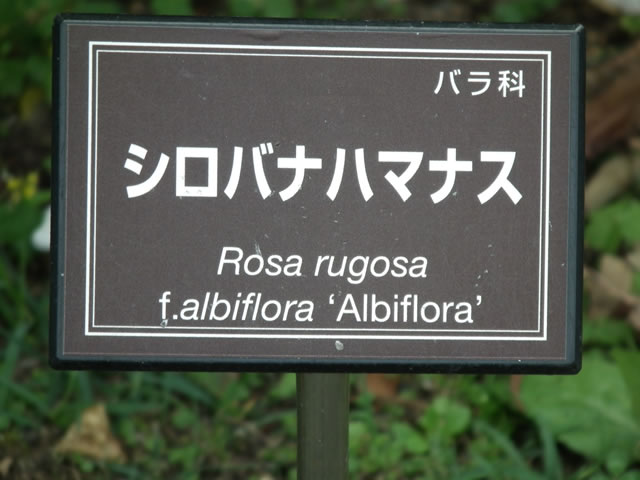 バラ科
シロバナハマナス
Rosa rugosa
f.albiflora ‘Albiflora’